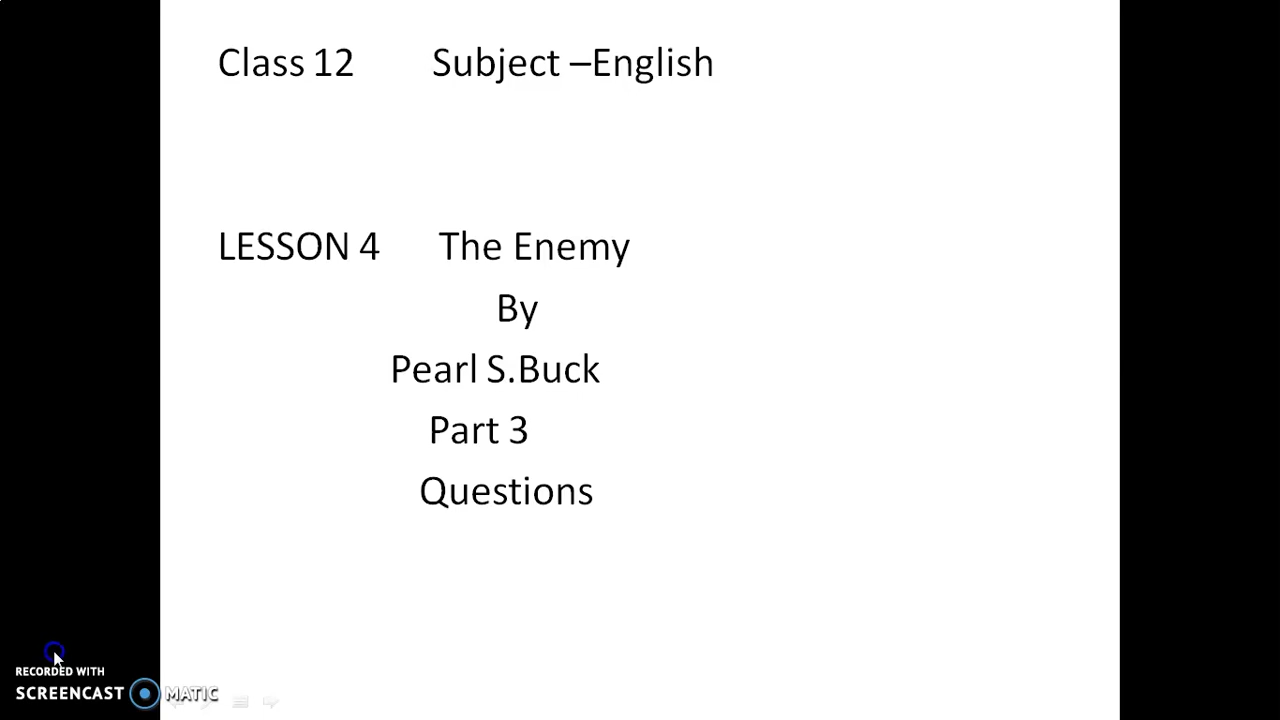 Class 12 Subject –English
LESSON 4 The Enemy
By
Pearl S.Buck
Part 3
Questions
RECORDED WITH
SCREENCAST MATIC